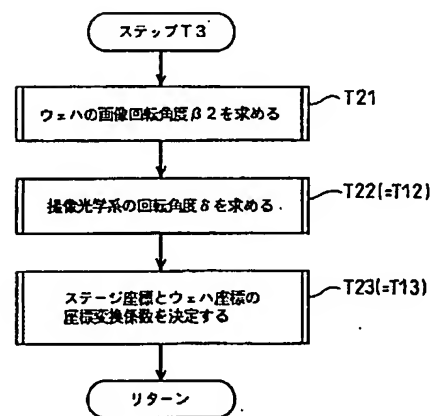 ステップT3
ウェハの画像回転角度β2を求める
T21
撮像光学系の回転角度δを求める
T22(=T12)
ステージ座標とウェハ座標の
座標変換係数を決定する
T23(=T13)
リターン